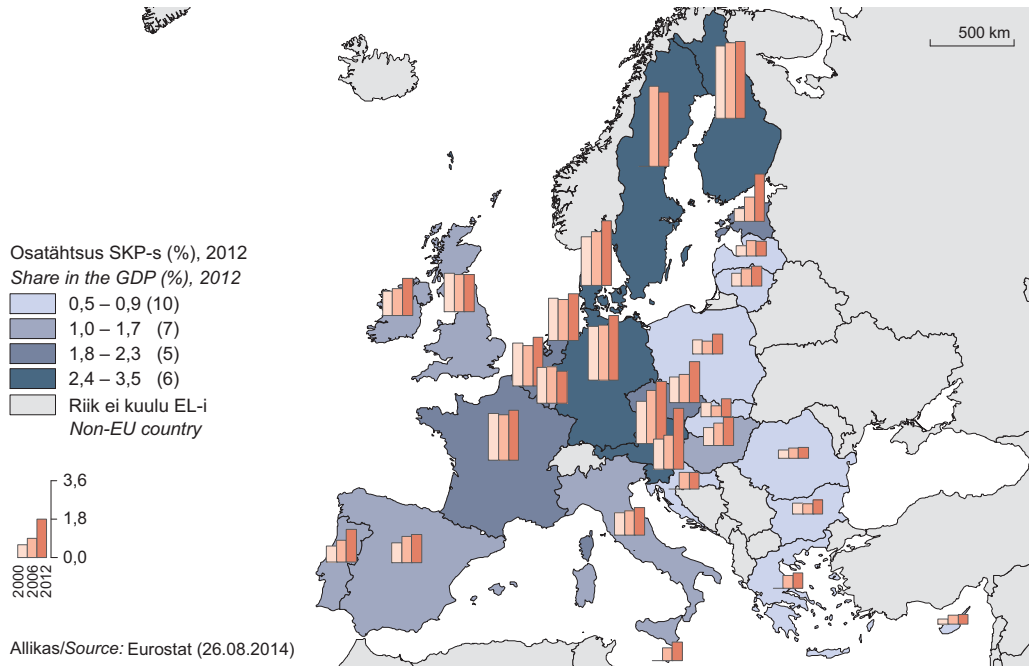 500 km
Osatähtsus SKP-s (%), 2012
Share in the GDP (%), 2012
0,5 – 0,9 (10)
1,0 – 1,7 (7)
1,8 – 2,3 (5)
2,4 – 3,5 (6)
Riik ei kuulu EL-i
Non-EU country
3,6
1,8
0,0
2000
2006
2012
Allikas/Source: Eurostat (26.08.2014)